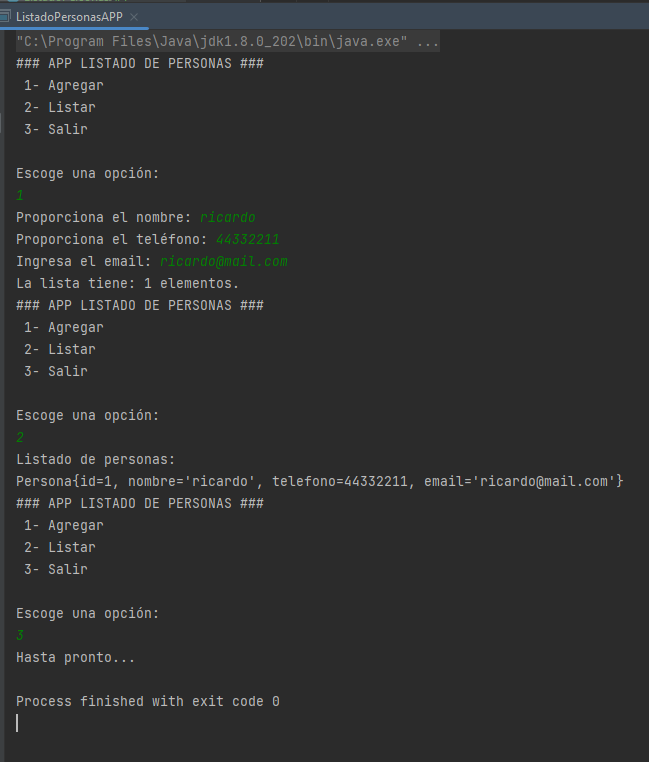 ListadoPersonasAPP
"C:\Program Files\Java\jdk1.8.0_202\bin\java.exe" ...
### APP LISTADO DE PERSONAS ###
1- Agregar
2- Listar
3- Salir
Escoge una opción:
1
Proporciona el nombre: ricardo
Proporciona el teléfono: 44332211
Ingresa el email: ricardo@mail.com
La lista tiene: 1 elementos.
### APP LISTADO DE PERSONAS ###
1- Agregar
2- Listar
3- Salir
Escoge una opción:
2
Listado de personas:
Persona{id=1, nombre='ricardo', telefono=44332211, email='ricardo@mail.com'}
### APP LISTADO DE PERSONAS ###
1- Agregar
2- Listar
3- Salir
Escoge una opción:
3
Hasta pronto...
Process finished with exit code 0